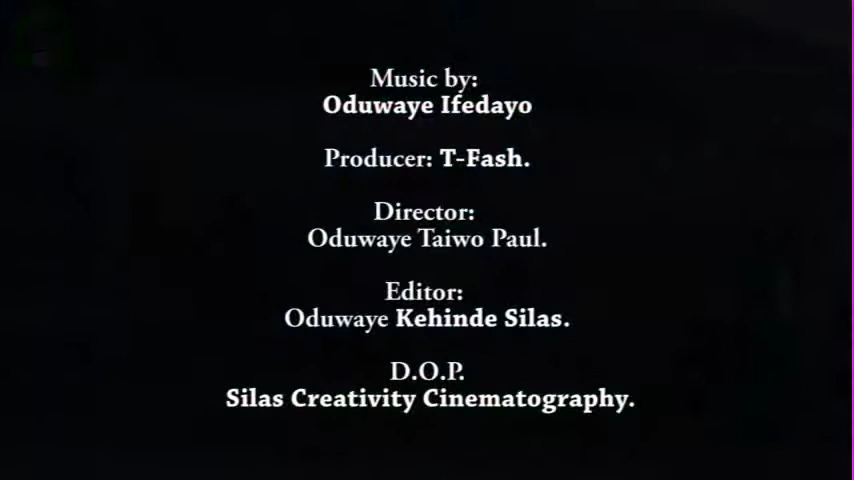 Music by:
Oduwaye Ifedayo
Producer: T-Fash.
Director:
Oduwaye Taiwo Paul.
Editor:
Oduwaye Kehinde Silas.
D.O.P.
Silas Creativity Cinematography.